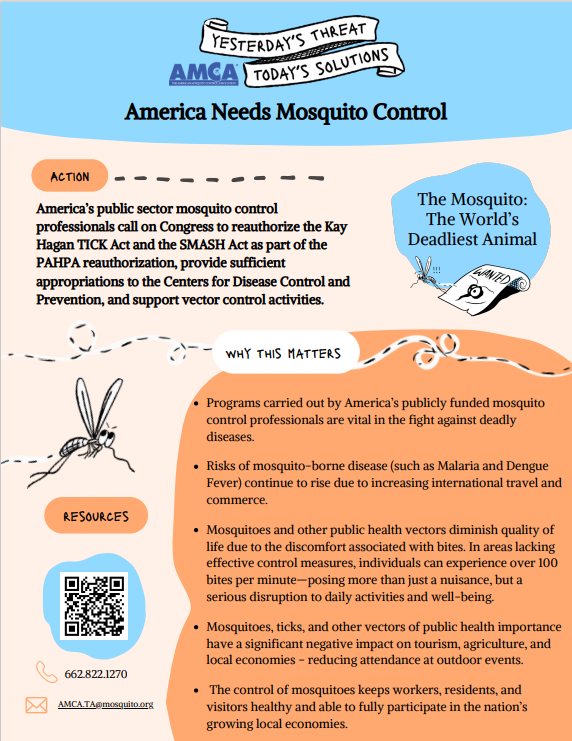 YESTERDAY'S THREAT
AMCA
TODAY'S SOLUTIONS
America Needs Mosquito Control
ACTION
America's public sector mosquito control
professionals call on Congress to reauthorize the Kay
Hagan TICK Act and the SMASH Act as part of the
PAHPA reauthorization, provide sufficient
appropriations to the Centers for Disease Control and
Prevention, and support vector control activities.
The Mosquito:
The World's
Deadliest Animal
!!!
WANTED
WHY THIS MATTERS
• Programs carried out by America's publicly funded mosquito
control professionals are vital in the fight against deadly
diseases.
• Risks of mosquito-borne disease (such as Malaria and Dengue
Fever) continue to rise due to increasing international travel and
commerce.
• Mosquitoes and other public health vectors diminish quality of
life due to the discomfort associated with bites. In areas lacking
effective control measures, individuals can experience over 100
bites per minute—posing more than just a nuisance, but a
serious disruption to daily activities and well-being.
• Mosquitoes, ticks, and other vectors of public health importance
have a significant negative impact on tourism, agriculture, and
local economies - reducing attendance at outdoor events.
• The control of mosquitoes keeps workers, residents, and
visitors healthy and able to fully participate in the nation's
growing local economies.
RESOURCES
662.822.1270
AMCA.TA@mosquito.org